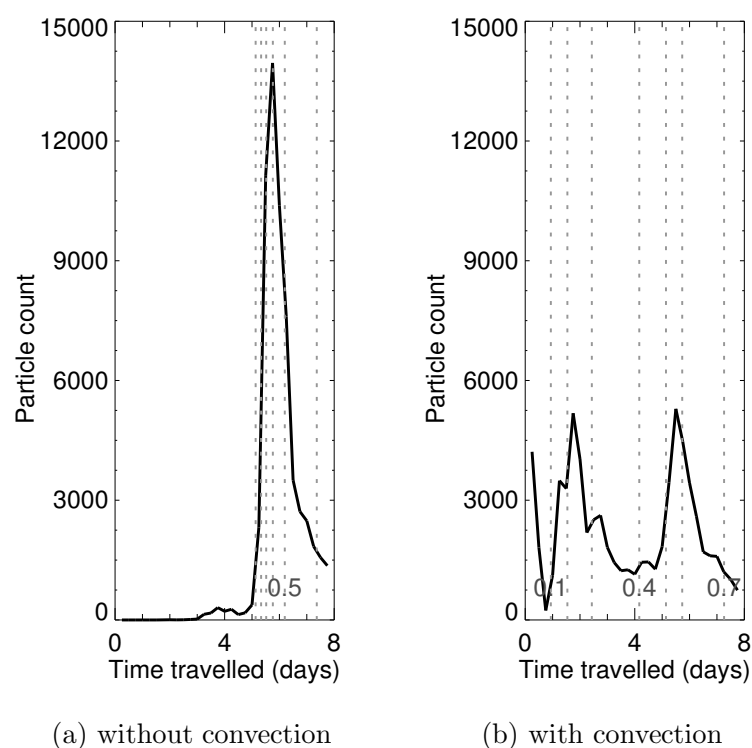 15000
12000
9000
6000
3000
0
Particle count
0.5
0 4 8
Time travelled (days)
(a) without convection
15000
12000
9000
6000
3000
0
Particle count
0.1 0.4 0.7
0 4 8
Time travelled (days)
(b) with convection